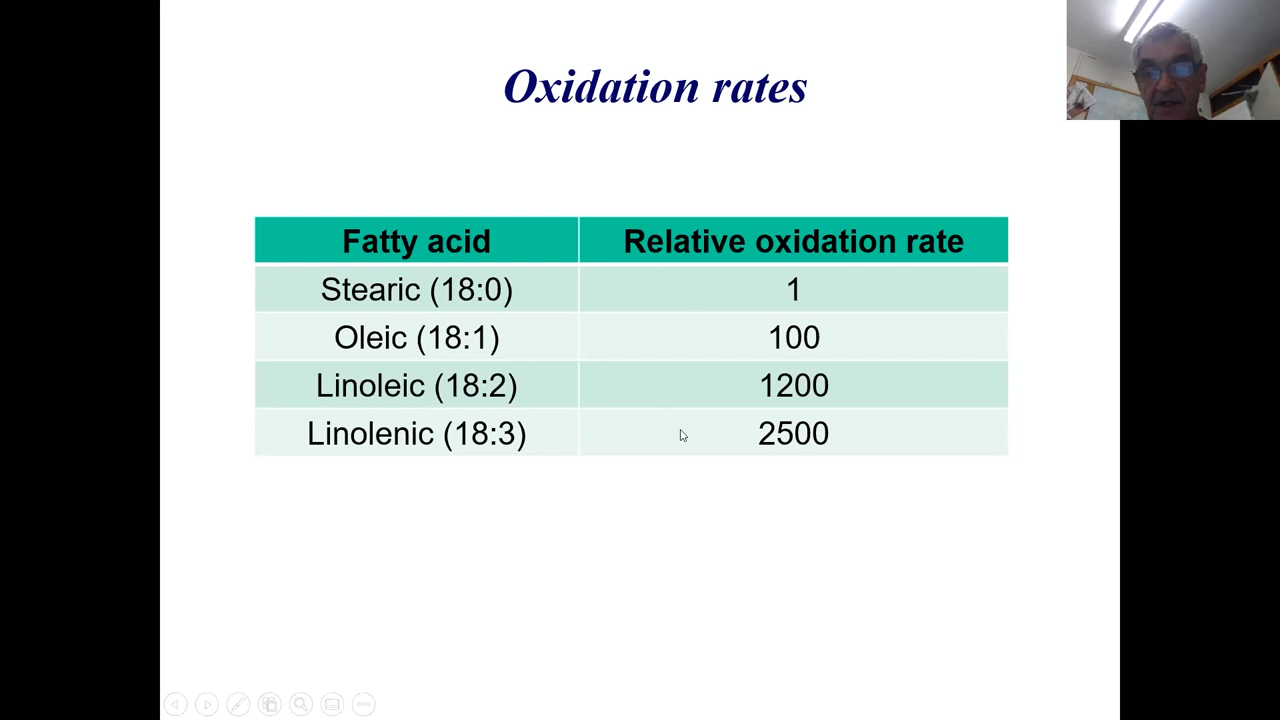 Oxidation rates
Fatty acid Relative oxidation rate
Stearic (18:0) 1
Oleic (18:1) 100
Linoleic (18:2) 1200
Linolenic (18:3) 2500